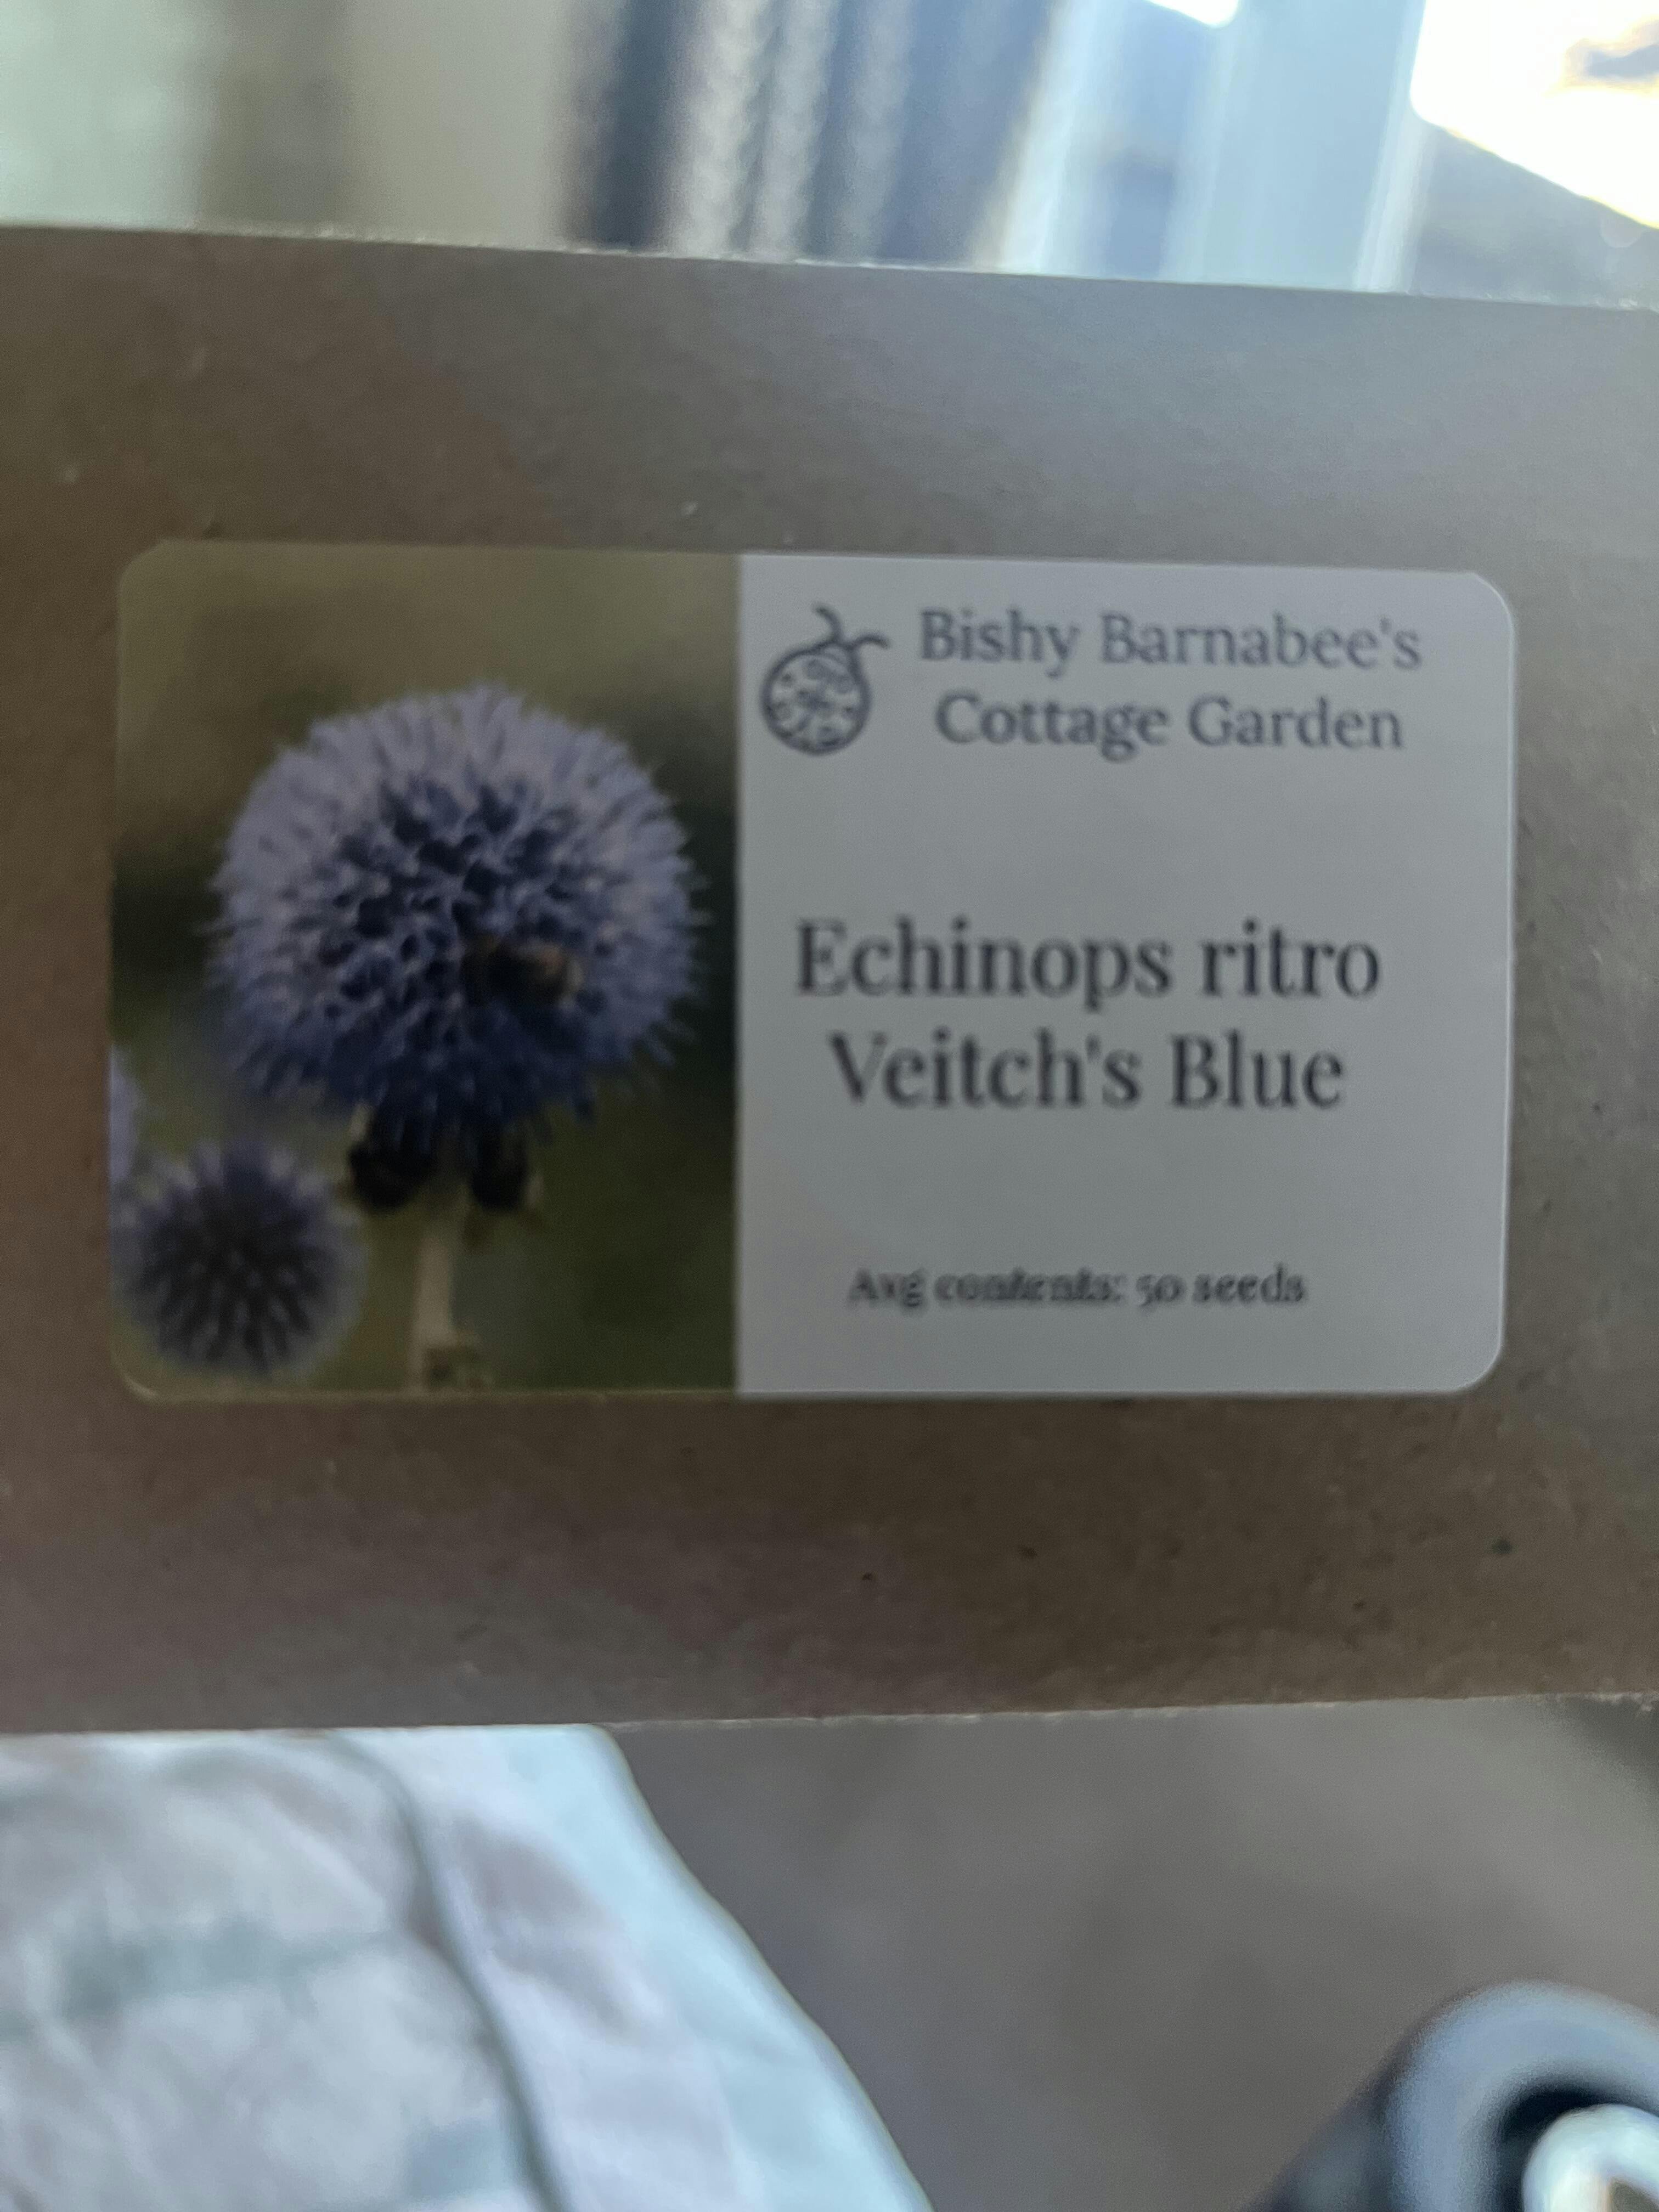 Bishy Barnabee's
Cottage Garden
Echinops ritro
Veitch's Blue
Avg contents: 50 seeds